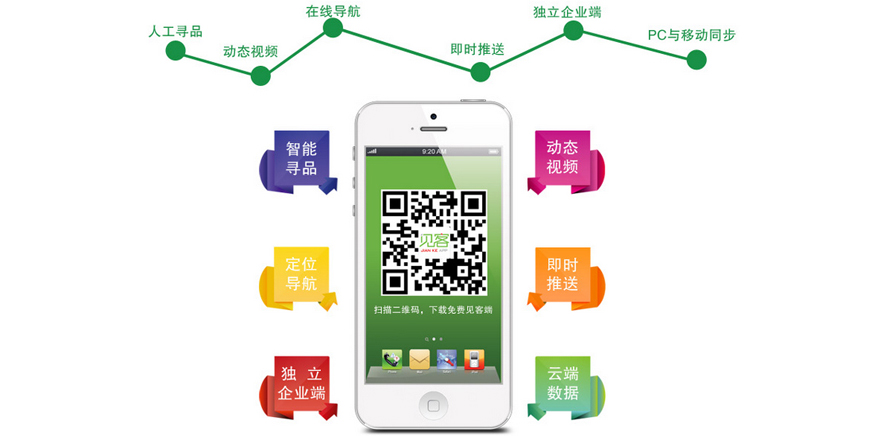 在线导航
独立企业端
人工寻品
PC与移动同步
动态视频
即时推送
智能
寻品
定位
导航
独 立
企业端
9:20 AM
见客
JIAN KE
扫描二维码，下载免费见客端
动态
视频
即时
推送
云端
数据